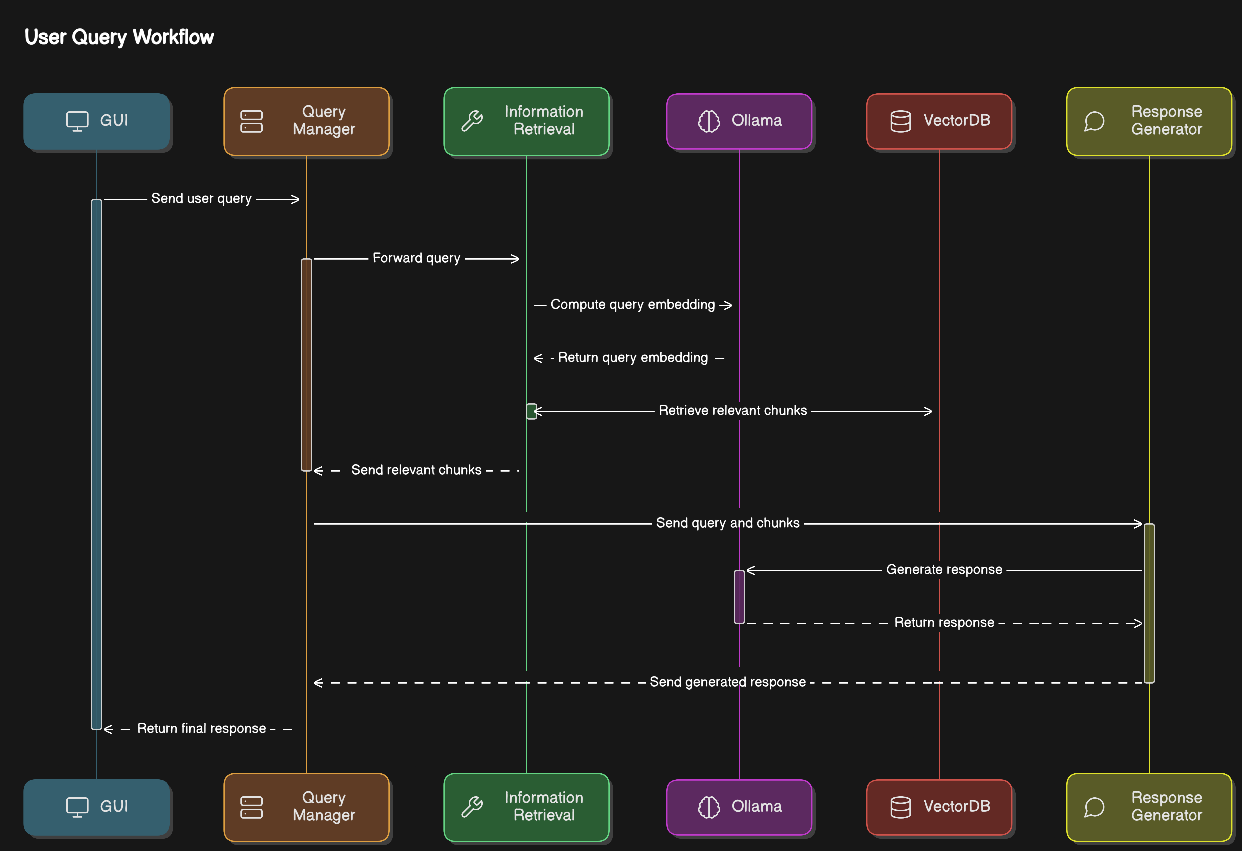 User Query Workflow
GUI
Query
Manager
Information
Retrieval
Ollama
VectorDB
Response
Generator
Send user query
Forward query
Compute query embedding
Return query embedding
Retrieve relevant chunks
Send relevant chunks
Send query and chunks
Generate response
Return response
Send generated response
Return final response
GUI
Query
Manager
Information
Retrieval
Ollama
VectorDB
Response
Generator